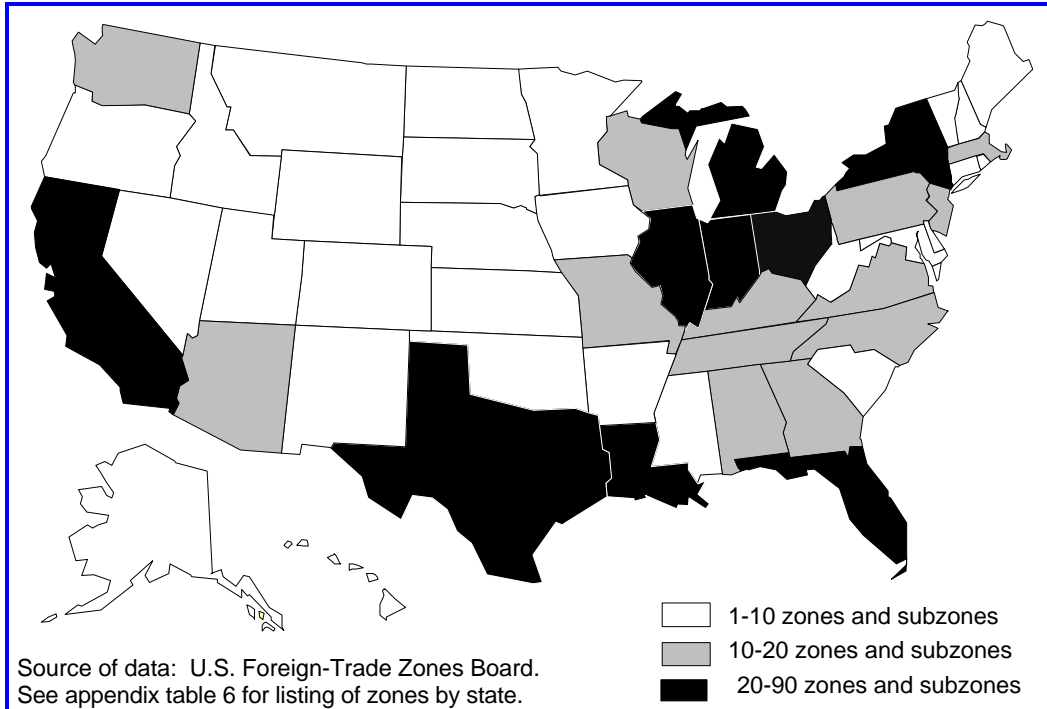 1-10 zones and subzones
10-20 zones and subzones
20-90 zones and subzones
Source of data: U.S. Foreign-Trade Zones Board.
See appendix table 6 for listing of zones by state.